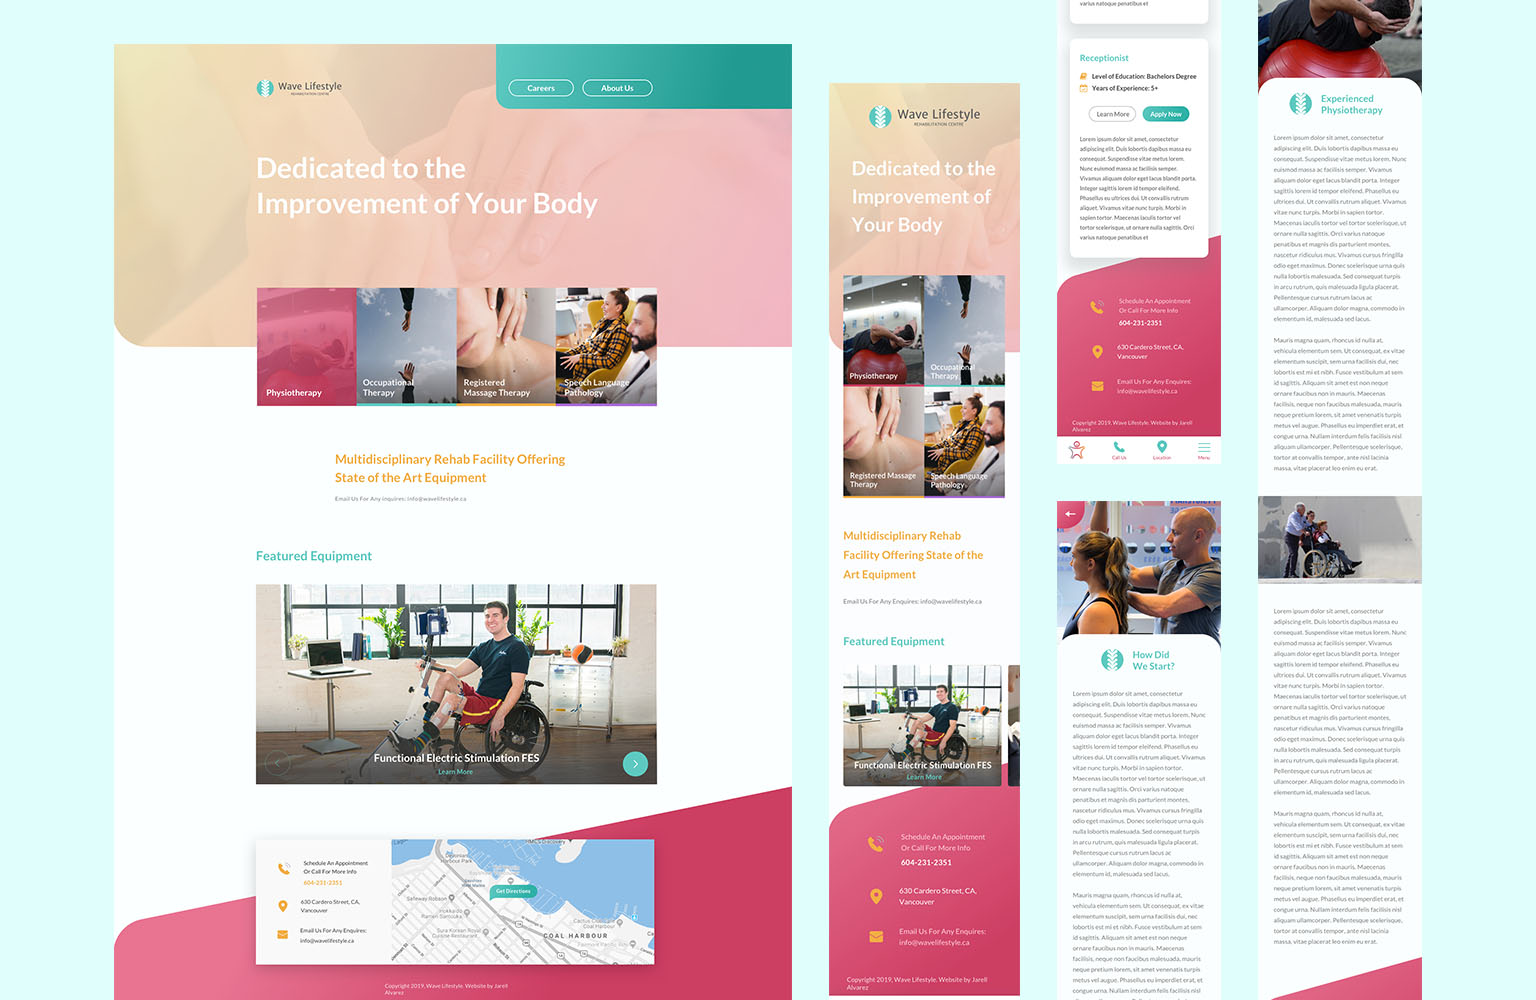 Wave Lifestyle
REHABILITATION CENTRE
Careers
About Us
Dedicated to the
Improvement of Your Body
Physiotherapy
Occupational
Therapy
Registered
Massage Therapy
Speech Language
Pathology
Multidisciplinary Rehab Facility Offering
State of the Art Equipment
Email Us For Any Inquires: info@wavelifestyle.ca
Featured Equipment
Functional Electric Stimulation FES
Learn More
Schedule An Appointment
Or Call For More Info
604-231-2351
630 Cardero Street, CA,
Vancouver
Email Us For Any Enquires:
info@wavelifestyle.ca
Harbour Park
Safeway Robson
Ramen Santouka
Sura Korean Royal
Cuisine Restaurant
Get Directions
Cactus Club Cafe
Coal Harbour
COAL HARBOUR
Fairmont Pacific Rim
Copyright 2019, Wave Lifestyle. Website by Jarell
Alvarez
Wave Lifestyle
REHABILITATION CENTRE
Dedicated to the
Improvement of
Your Body
Physiotherapy
Occupational
Therapy
Registered Massage
Therapy
Speech Language
Pathology
Multidisciplinary Rehab
Facility Offering State of the
Art Equipment
Email Us For Any Enquires: info@wavelifestyle.ca
Featured Equipment
Functional Electric Stimulation FES
Learn More
Schedule An Appointment
Or Call For More Info
604-231-2351
630 Cardero Street, CA,
Vancouver
Email Us For Any Enquires:
info@wavelifestyle.ca
Copyright 2019, Wave Lifestyle. Website by Jarell
Alvarez
varius natoque penatibus et
Receptionist
Level of Education: Bachelors Degree
Years of Experience: 5+
Learn More
Apply Now
Lorem ipsum dolor sit amet, consectetur
adipiscing elit. Duis lobortis dapibus massa eu
consequat. Suspendisse vitae metus lorem.
Nunc euismod massa ac facilisis semper.
Vivamus aliquam dolor eget lacus blandit porta.
Integer sagittis lorem id tempor eleifend.
Phasellus eu ultrices dui. Ut convallis rutrum
aliquet. Vivamus vitae nunc turpis. Morbi in
sapien tortor. Maecenas iaculis tortor vel
tortor scelerisque, ut ornare nulla sagittis. Orci
varius natoque penatibus et
Schedule An Appointment
Or Call For More Info
604-231-2351
630 Cardero Street, CA,
Vancouver
Email Us For Any Enquires:
info@wavelifestyle.ca
Copyright 2019, Wave Lifestyle. Website by Jarell
Alvarez
Call Us
Location
Menu
How Did
We Start?
Lorem ipsum dolor sit amet, consectetur
adipiscing elit. Duis lobortis dapibus massa eu
consequat. Suspendisse vitae metus lorem. Nunc
euismod massa ac facilisis semper. Vivamus
aliquam dolor eget lacus blandit porta. Integer
sagittis lorem id tempor eleifend. Phasellus eu
ultrices dui. Ut convallis rutrum aliquet. Vivamus
vitae nunc turpis. Morbi in sapien tortor.
Maecenas iaculis tortor vel tortor scelerisque, ut
ornare nulla sagittis. Orci varius natoque
penatibus et magnis dis parturient montes,
nascetur ridiculus mus. Vivamus cursus fringilla
odio eget maximus. Donec scelerisque urna quis
nulla lobortis malesuada. Sed consequat turpis
in arcu rutrum, quis malesuada ligula placerat.
Pellentesque cursus rutrum lacus ac
ullamcorper. Aliquam dolor magna, commodo in
elementum id, malesuada sed lacus.
Mauris magna quam, rhoncus id nulla at,
vehicula elementum sem. Ut consequat, ex vitae
elementum suscipit, sem urna iaculis dolor, non
blandit ex mi et nibh. Fusce vestibulum at sem
id sagittis. Aliquam sit amet est non neque
ornare faucibus non in mauris. Maecenas
facilisis, neque non faucibus malesuada, mauris
neque pretium lorem, sit amet venenatis turpis
metus vel augue. Phasellus eu imperdiet erat, et
congue urna. Nullam interdum felis facilisis nisl
Experienced
Physiotherapy
Lorem ipsum dolor sit amet, consectetur
adipiscing elit. Duis lobortis dapibus massa eu
consequat. Suspendisse vitae metus lorem. Nunc
euismod massa ac facilisis semper. Vivamus
aliquam dolor eget lacus blandit porta. Integer
sagittis lorem id tempor eleifend. Phasellus eu
ultrices dui. Ut convallis rutrum aliquet. Vivamus
vitae nunc turpis. Morbi in sapien tortor.
Maecenas iaculis tortor vel tortor scelerisque, ut
ornare nulla sagittis. Orci varius natoque
penatibus et magnis dis parturient montes,
nascetur ridiculus mus. Vivamus cursus fringilla
odio eget maximus. Donec scelerisque urna quis
nulla lobortis malesuada. Sed consequat turpis
in arcu rutrum, quis malesuada ligula placerat.
Pellentesque cursus rutrum lacus ac
ullamcorper. Aliquam dolor magna, commodo in
elementum id, malesuada sed lacus.
Mauris magna quam, rhoncus id nulla at,
vehicula elementum sem. Ut consequat, ex vitae
elementum suscipit, sem urna iaculis dolor, non
blandit ex mi et nibh. Fusce vestibulum at sem
id sagittis. Aliquam sit amet est non neque
ornare faucibus non in mauris. Maecenas
facilisis, neque non faucibus malesuada, mauris
neque pretium lorem, sit amet venenatis turpis
metus vel augue. Phasellus eu imperdiet erat, et
congue urna. Nullam interdum felis facilisis nisl
aliquam. Pellentesque scelerisque odio lorem,
tortor at convallis tempor, ante nisl lacinia
massa, vitae placerat leo enim eu erat.
Lorem ipsum dolor sit amet, consectetur
adipiscing elit. Duis lobortis dapibus massa eu
consequat. Suspendisse vitae metus lorem. Nunc
euismod massa ac facilisis semper. Vivamus
aliquam dolor eget lacus blandit porta. Integer
sagittis lorem id tempor eleifend. Phasellus eu
ultrices dui. Ut convallis rutrum aliquet. Vivamus
vitae nunc turpis. Morbi in sapien tortor.
Maecenas iaculis tortor vel tortor scelerisque, ut
ornare nulla sagittis. Orci varius natoque
penatibus et magnis dis parturient montes,
nascetur ridiculus mus. Vivamus cursus fringilla
odio eget maximus. Donec scelerisque urna quis
nulla lobortis malesuada. Sed consequat turpis
in arcu rutrum, quis malesuada ligula placerat.
Pellentesque cursus rutrum lacus ac
ullamcorper. Aliquam dolor magna, commodo in
elementum id, malesuada sed lacus.
Mauris magna quam, rhoncus id nulla at,
vehicula elementum sem. Ut consequat, ex vitae
elementum suscipit, sem urna iaculis dolor, non
blandit ex mi et nibh. Fusce vestibulum at sem
id sagittis. Aliquam sit amet est non neque
ornare faucibus non in mauris. Maecenas
facilisis, neque non faucibus malesuada, mauris
neque pretium lorem, sit amet venenatis turpis
metus vel augue. Phasellus eu imperdiet erat, et
congue urna. Nullam interdum felis facilisis nisl
aliquam. Pellentesque scelerisque odio lorem,
tortor at convallis tempor, ante nisl lacinia
massa, vitae placerat leo enim eu erat.